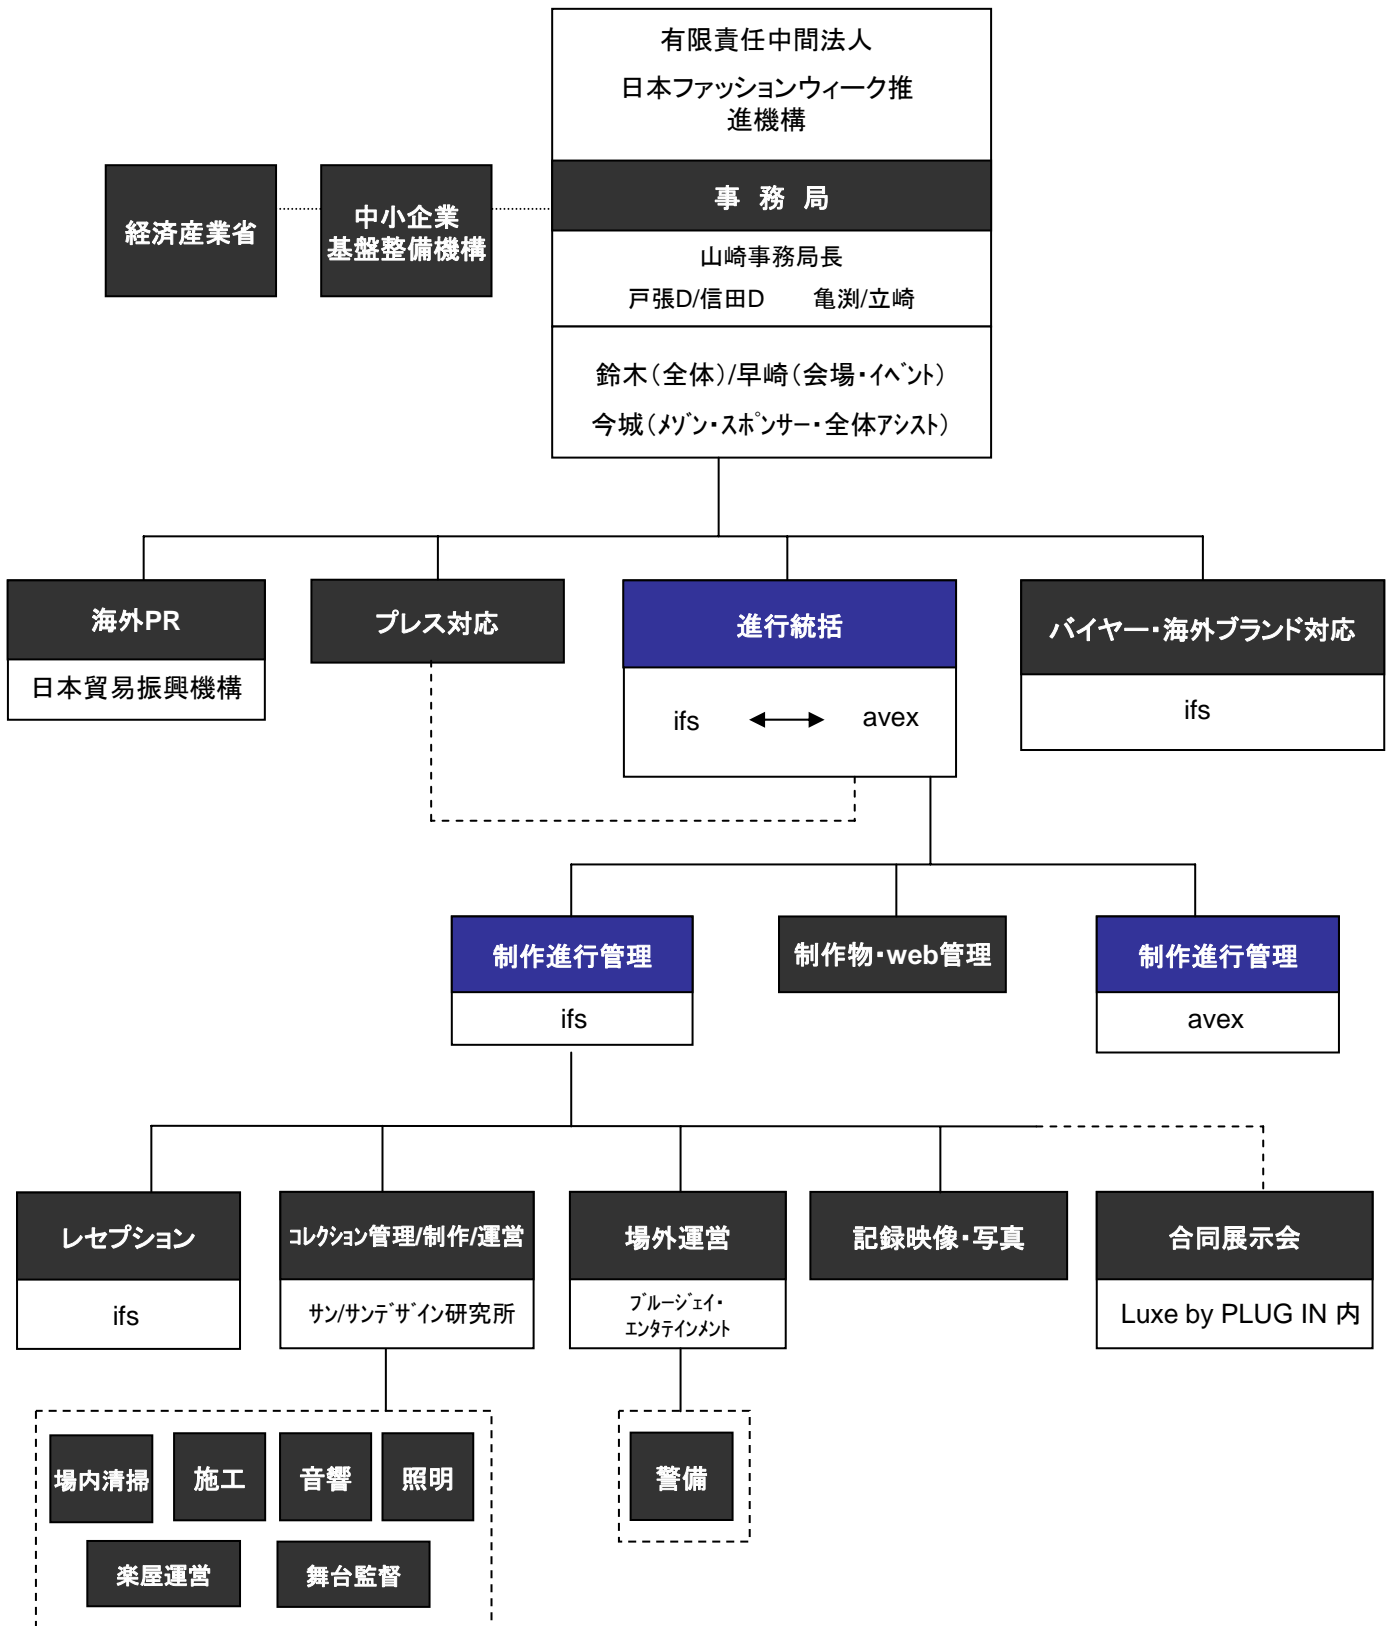 有限責任中間法人
日本ファッションウィーク推
進機構
事 務 局
経済産業省
中小企業
基盤整備機構
山崎事務局長
戸張D/信田D 亀渕/立崎
鈴木（全体）/早崎（会場・ｲﾍﾞﾝﾄ）
今城（ﾒｿﾞﾝ・ｽﾎﾟﾝｻｰ・全体ｱｼｽﾄ）
海外PR
日本貿易振興機構
プレス対応
進行統括
ifs
avex
バイヤー・海外ブランド対応
ifs
制作進行管理
ifs
制作物・web管理
制作進行管理
avex
レセプション
ifs
ｺﾚｸｼｮﾝ管理/制作/運営
ｻﾝ/ｻﾝﾃﾞｻﾞｲﾝ研究所
場外運営
ﾌﾞﾙｰｼﾞｪｲ・
ｴﾝﾀﾃｲﾝﾒﾝﾄ
記録映像・写真
合同展示会
Luxe by PLUG IN 内
場内清掃
施工
音響
照明
楽屋運営
舞台監督
警備